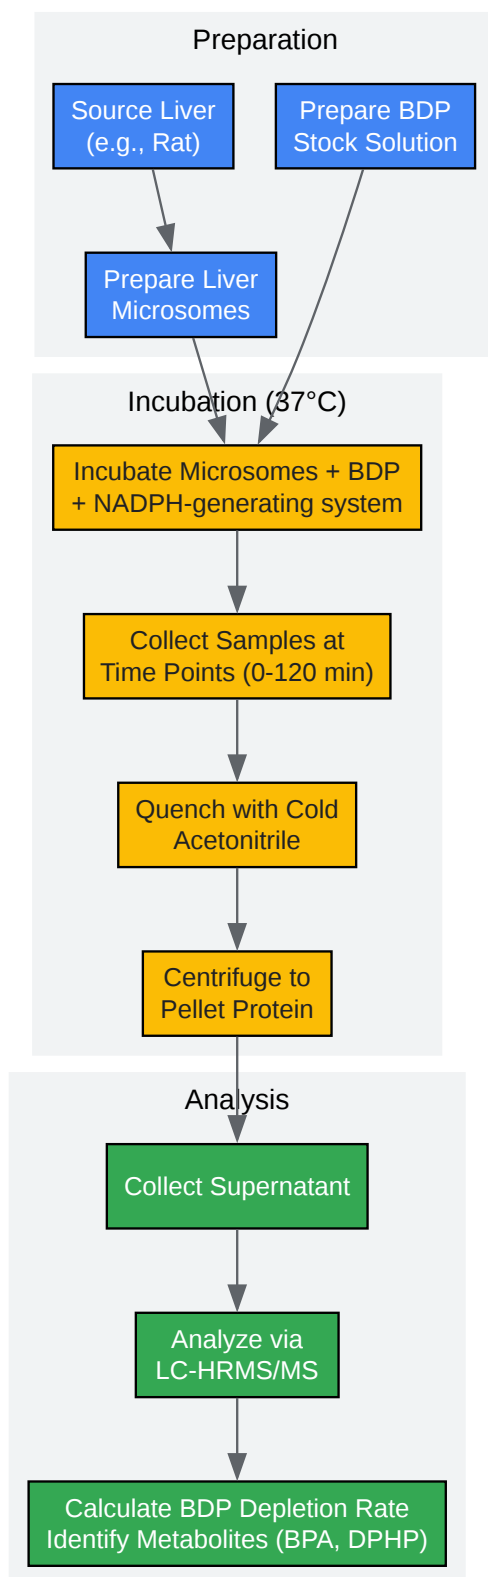 Preparation
Source Liver
(e.g., Rat)
Prepare BDP
Stock Solution
Prepare Liver
Microsomes
Incubation (37°C)
Incubate Microsomes + BDP
+ NADPH-generating system
Collect Samples at
Time Points (0-120 min)
Quench with Cold
Acetonitrile
Centrifuge to
Pellet Protein
Analysis
Collect Supernatant
Analyze via
LC-HRMS/MS
Calculate BDP Depletion Rate
Identify Metabolites (BPA, DPHP)